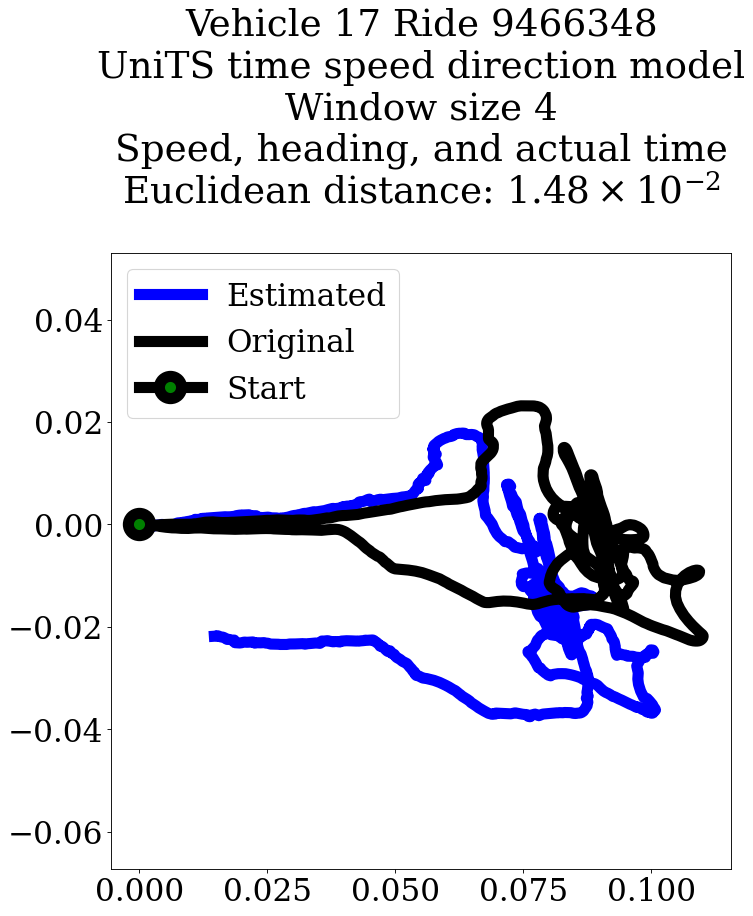 Vehicle 17 Ride 9466348
UniTS time speed direction model
Window size 4
Speed, heading, and actual time
Euclidean distance: 1.48 × 10⁻²
Estimated
Original
Start
0.04
0.02
0.00
−0.02
−0.04
−0.06
0.000 0.025 0.050 0.075 0.100